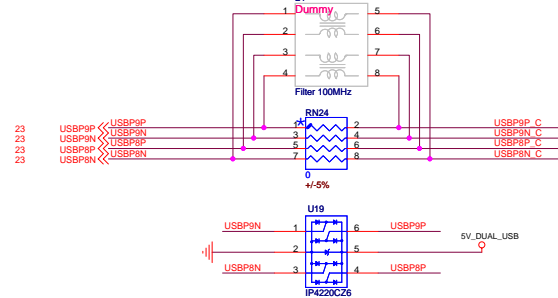 Dummy
1 5
2 6
3 7
4 8
Filter 100MHz
RN24
23 USBP9P USBP9P * 1 2 USBP9P_C
23 USBP9N USBP9N 3 4 USBP9N_C
23 USBP8P USBP8P 5 6 USBP8P_C
23 USBP8N USBP8N 7 8 USBP8N_C
0
+/-5%
U19
USBP9N 1 6 USBP9P
2 5 5V_DUAL_USB
USBP8N 3 4 USBP8P
IP4220CZ6